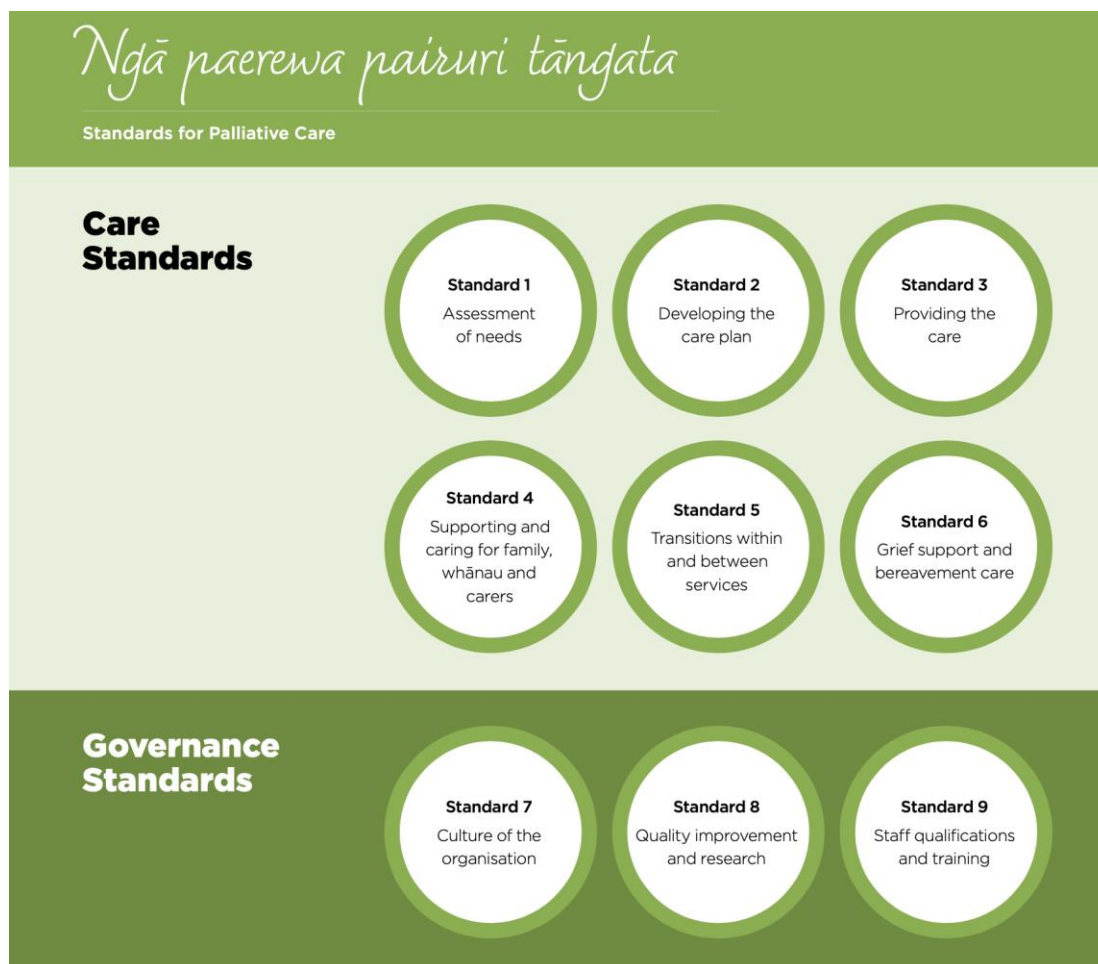 Ngā paerewa pairuri tāngata
Standards for Palliative Care
Care
Standards
Standard 1
Assessment
of needs
Standard 2
Developing the
care plan
Standard 3
Providing the
care
Standard 4
Supporting and
caring for family,
whānau and
carers
Standard 5
Transitions within
and between
services
Standard 6
Grief support and
bereavement care
Governance
Standards
Standard 7
Culture of the
organisation
Standard 8
Quality improvement
and research
Standard 9
Staff qualifications
and training